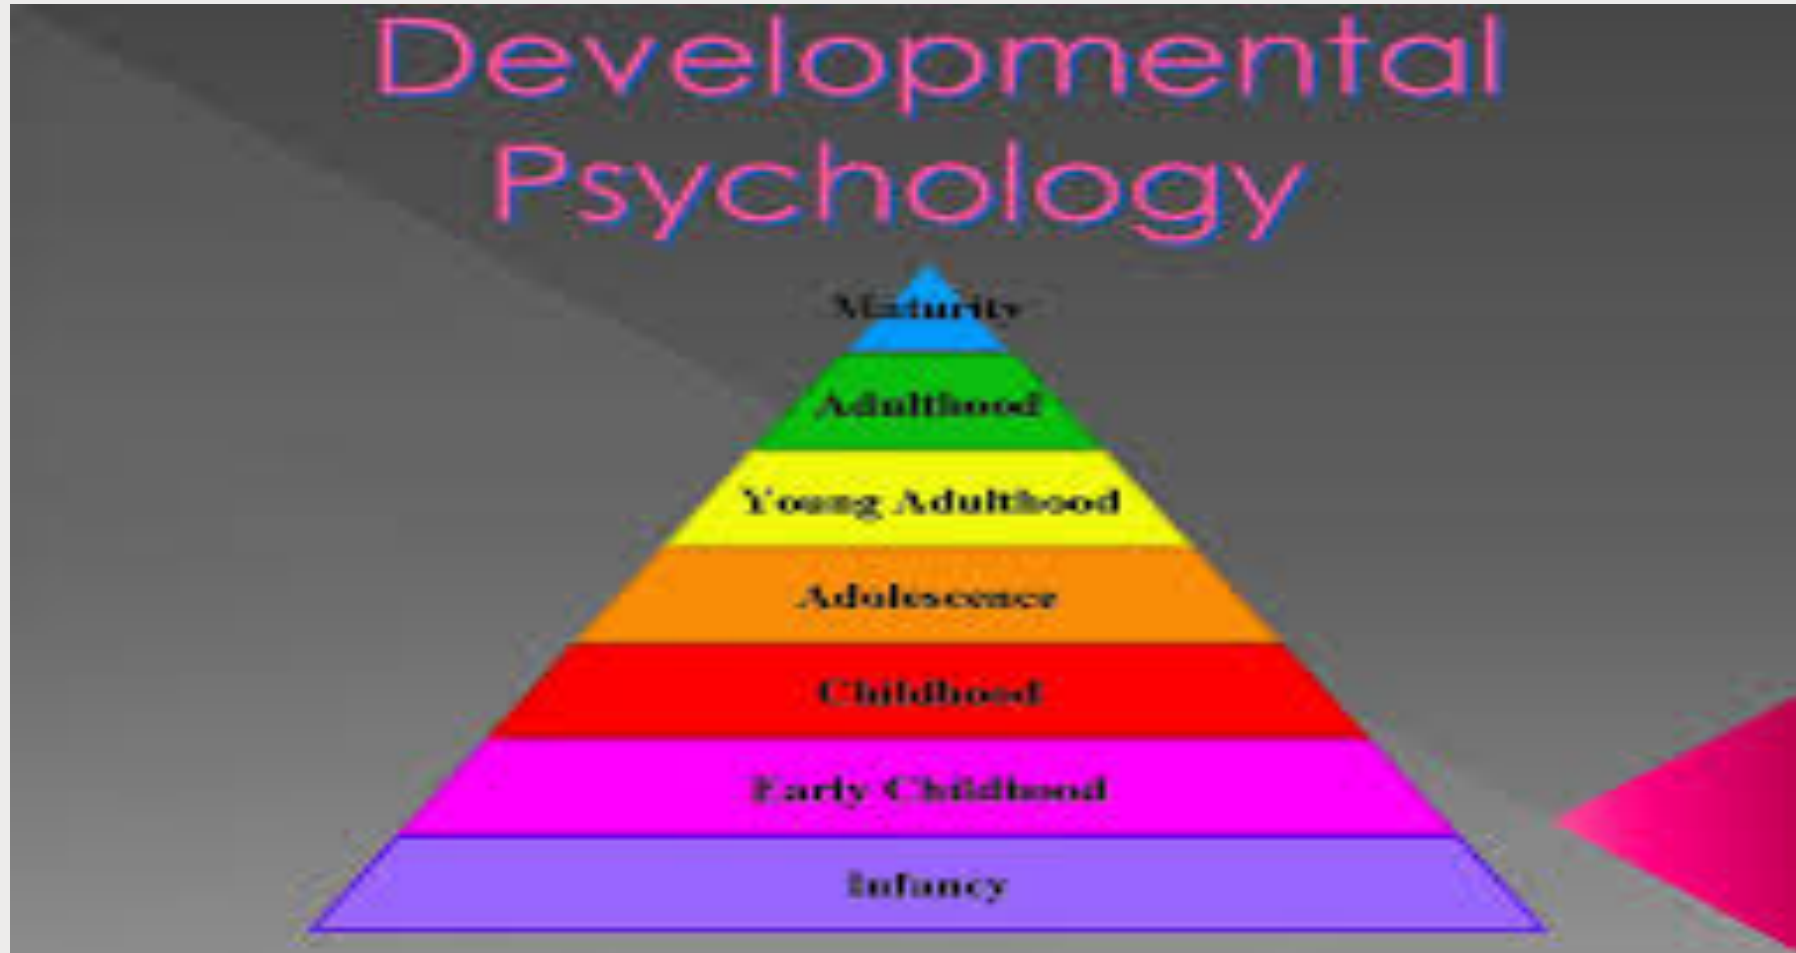 Developmental
Psychology
Maturity
Adulthood
Young Adulthood
Adolescence
Childhood
Early Childhood
Infancy